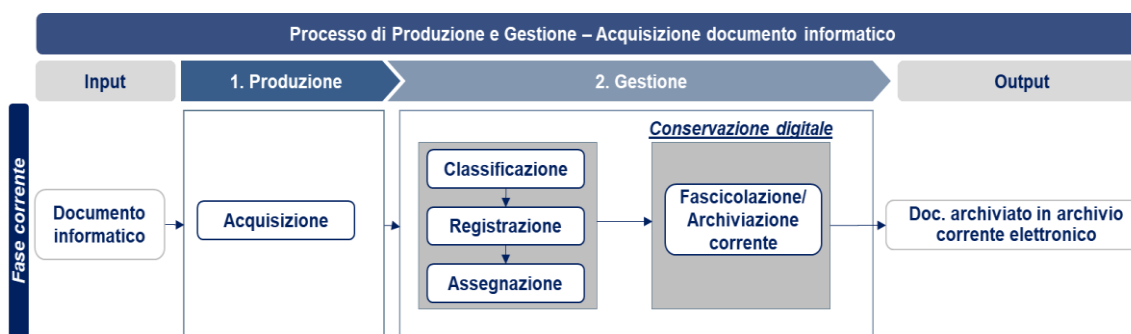 Processo di Produzione e Gestione – Acquisizione documento informatico
Input
1. Produzione
2. Gestione
Output
Fase corrente
Documento
informatico
Acquisizione
Classificazione
Registrazione
Assegnazione
Conservazione digitale
Fascicolazione/
Archiviazione
corrente
Doc. archiviato in archivio
corrente elettronico